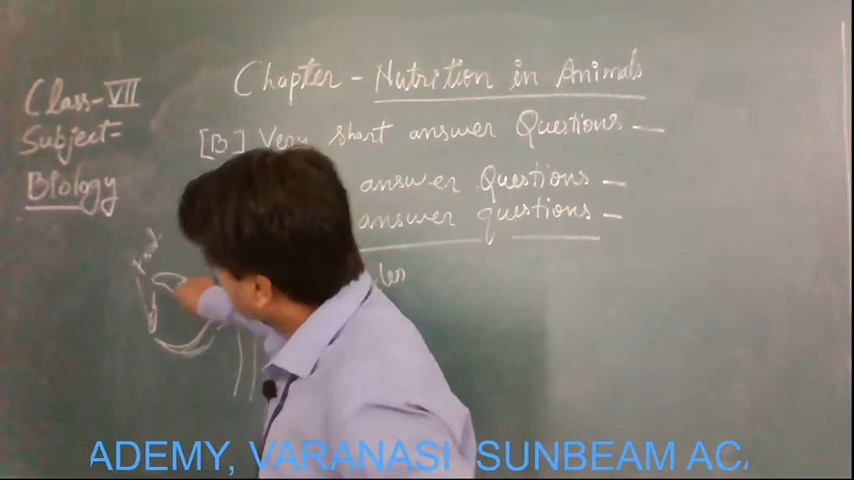 Chapter - Nutrition in Animals
Class - VII
Subject -
Biology
[B] Very short answer Questions —
answer Questions —
answer questions —
ADEMY, VARANASI SUNBEAM ACA